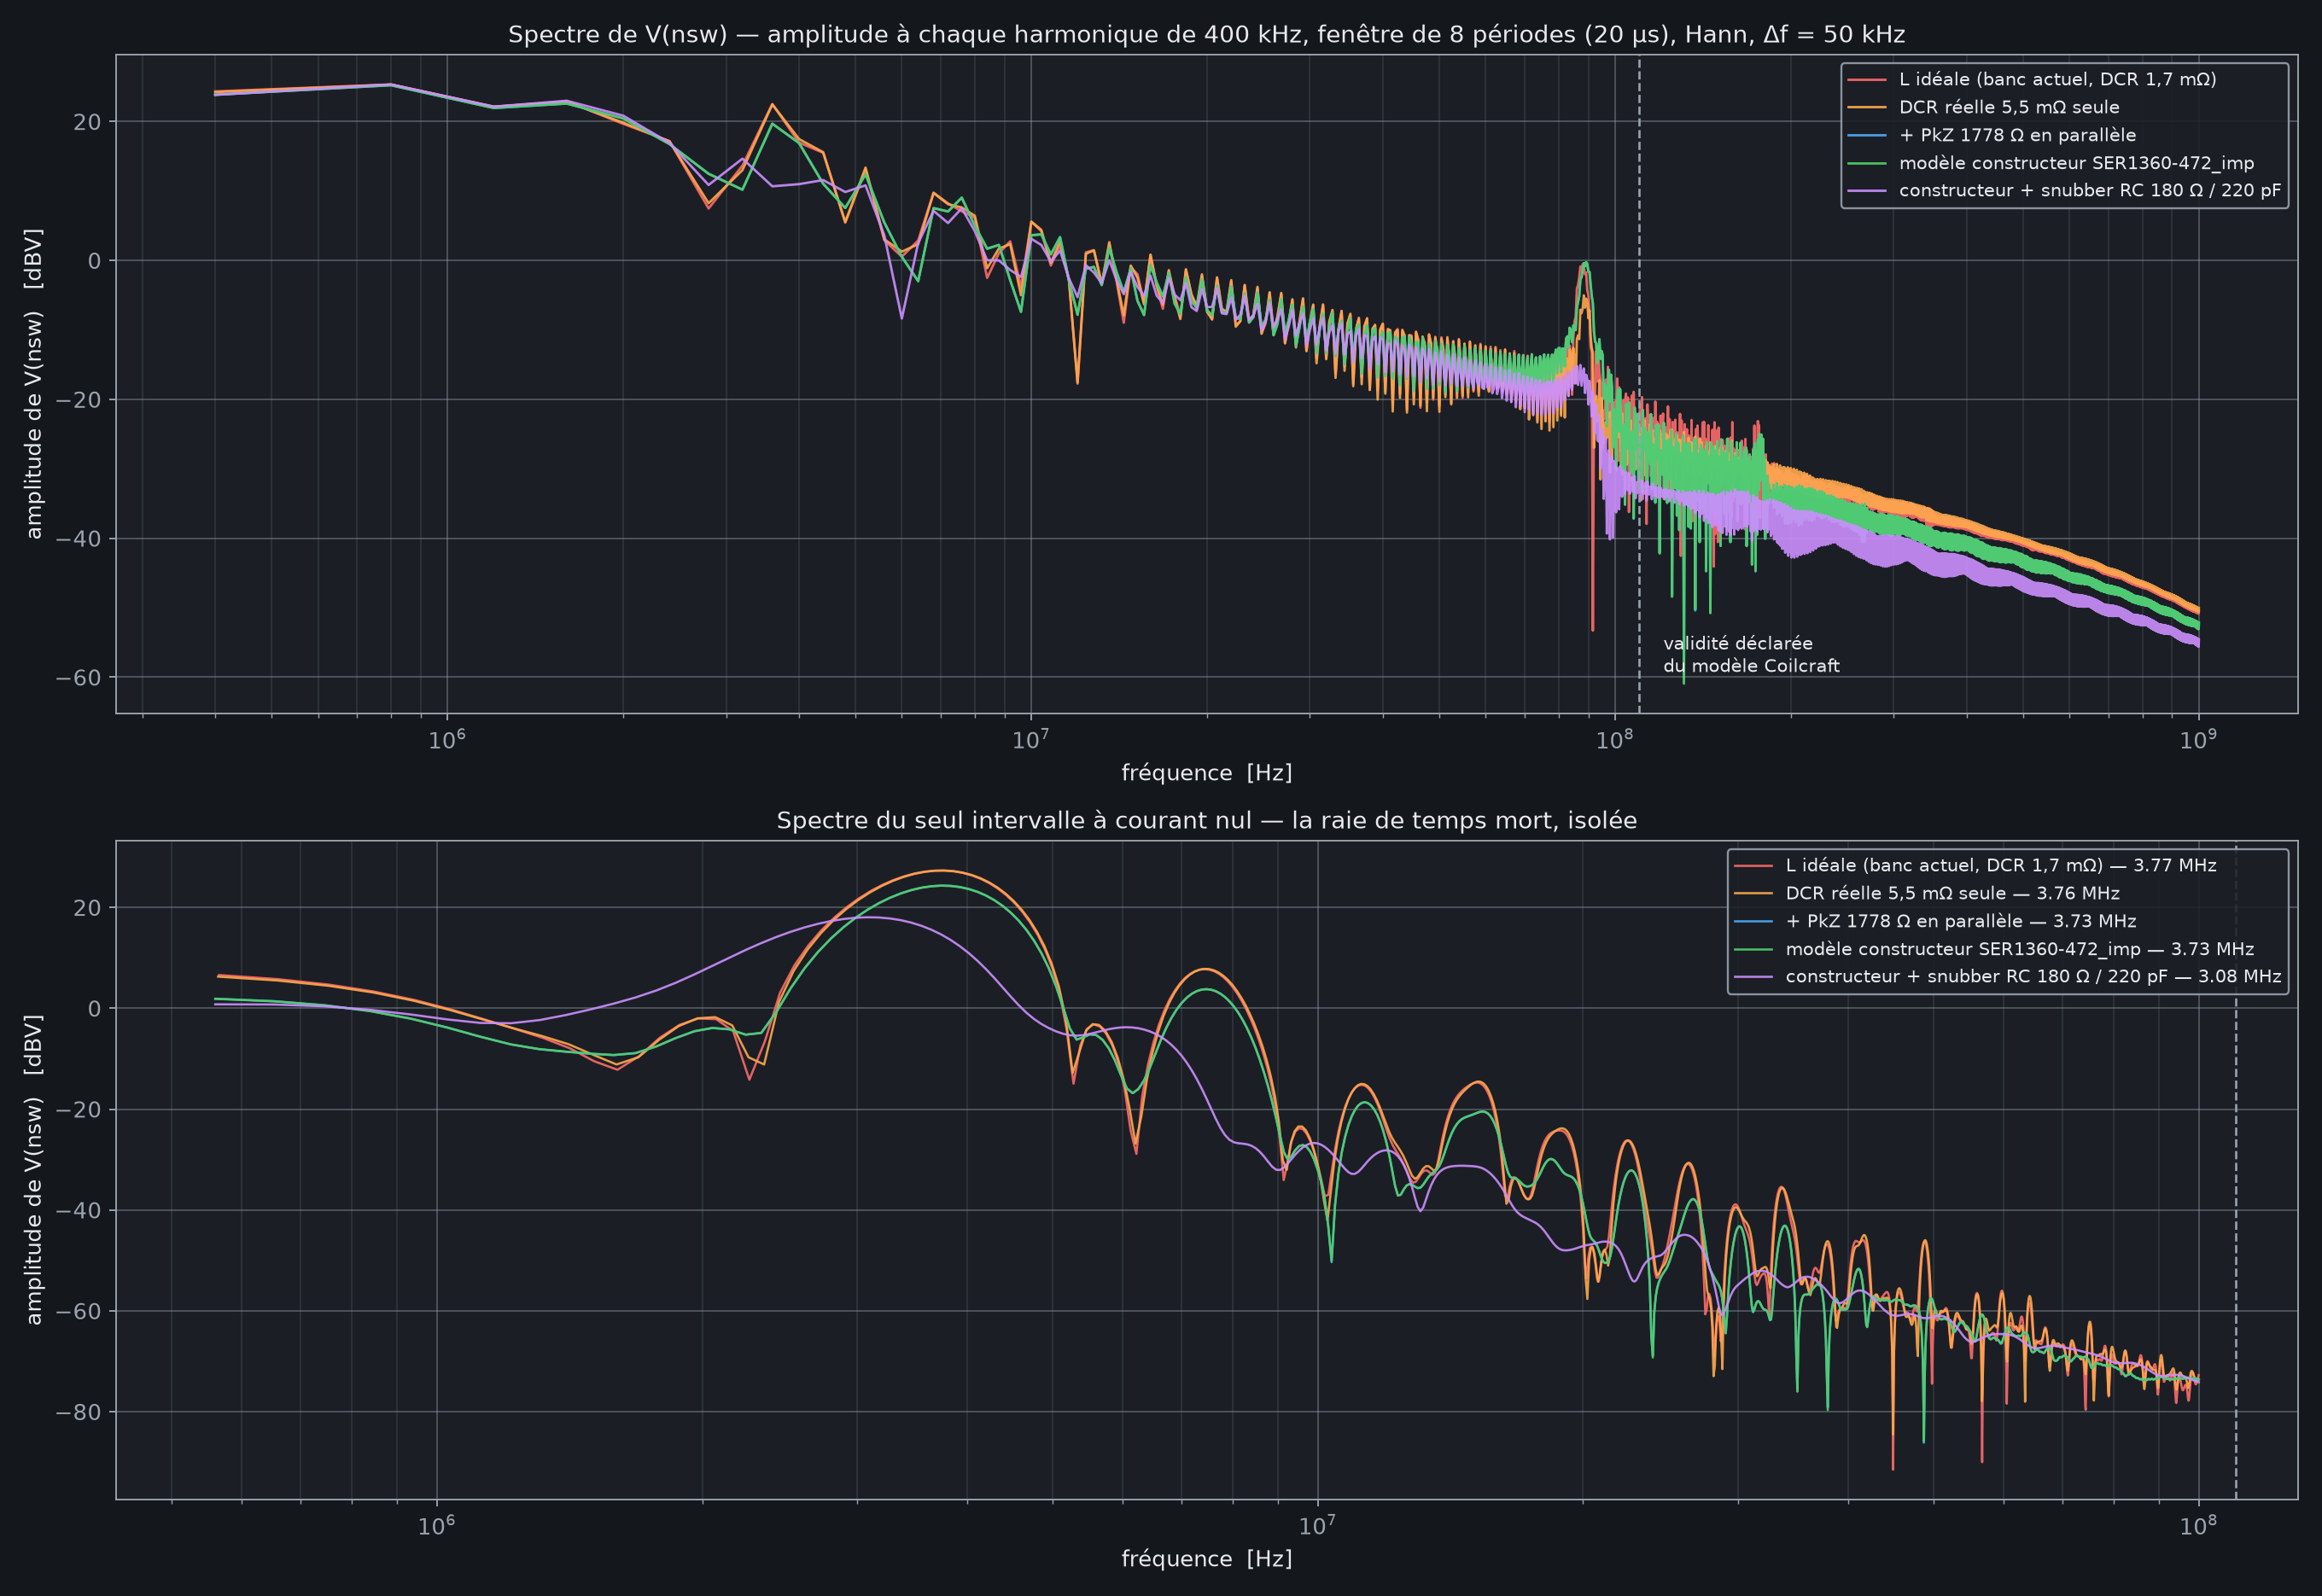 Spectre de V(nsw) — amplitude à chaque harmonique de 400 kHz, fenêtre de 8 périodes (20 µs), Hann, Δf = 50 kHz
L idéale (banc actuel, DCR 1,7 mΩ)
DCR réelle 5,5 mΩ seule
+ PkZ 1778 Ω en parallèle
modèle constructeur SER1360-472_imp
constructeur + snubber RC 180 Ω / 220 pF
amplitude de V(nsw) [dBV]
20
0
−20
−40
−60
validité déclarée
du modèle Coilcraft
10⁶
10⁷
10⁸
10⁹
fréquence [Hz]
Spectre du seul intervalle à courant nul — la raie de temps mort, isolée
L idéale (banc actuel, DCR 1,7 mΩ) — 3.77 MHz
DCR réelle 5,5 mΩ seule — 3.76 MHz
+ PkZ 1778 Ω en parallèle — 3.73 MHz
modèle constructeur SER1360-472_imp — 3.73 MHz
constructeur + snubber RC 180 Ω / 220 pF — 3.08 MHz
amplitude de V(nsw) [dBV]
20
0
−20
−40
−60
−80
10⁶
10⁷
10⁸
fréquence [Hz]